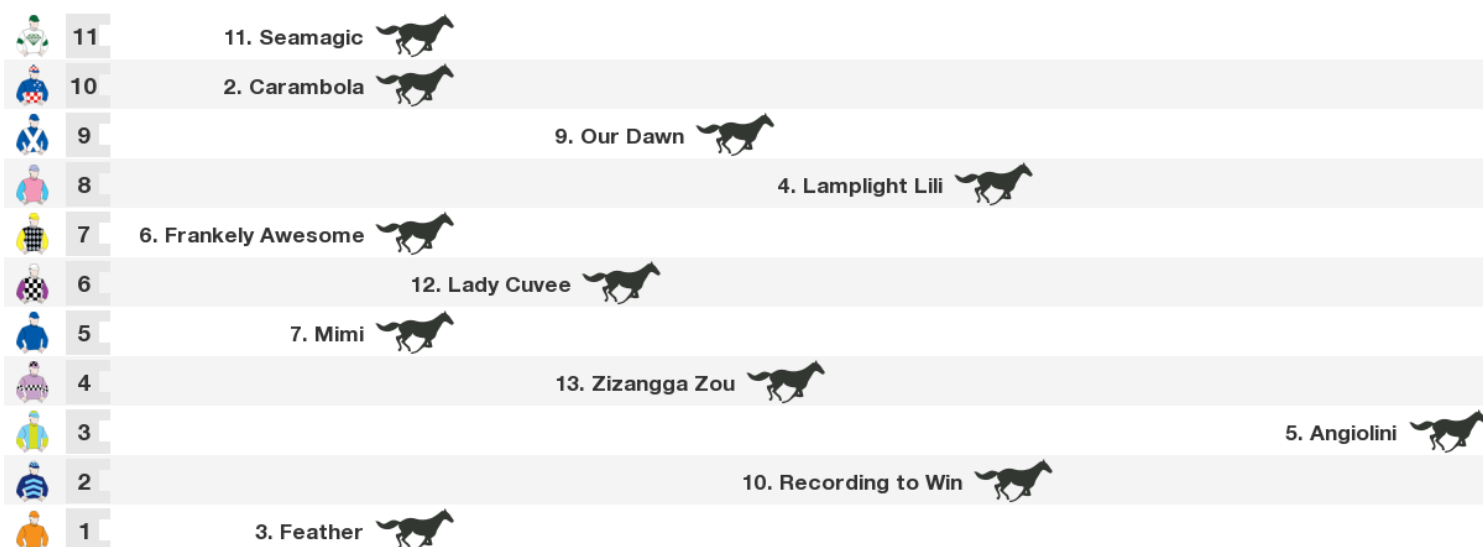 11 11. Seamagic
10 2. Carambola
9 9. Our Dawn
8 4. Lamplight Lili
7 6. Frankely Awesome
6 12. Lady Cuvee
5 7. Mimi
4 13. Zizangga Zou
3 5. Angiolini
2 10. Recording to Win
1 3. Feather